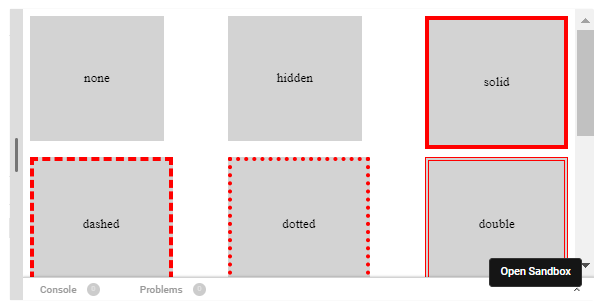 none
hidden
solid
dashed
dotted
double
Open Sandbox
Console 0
Problems 0